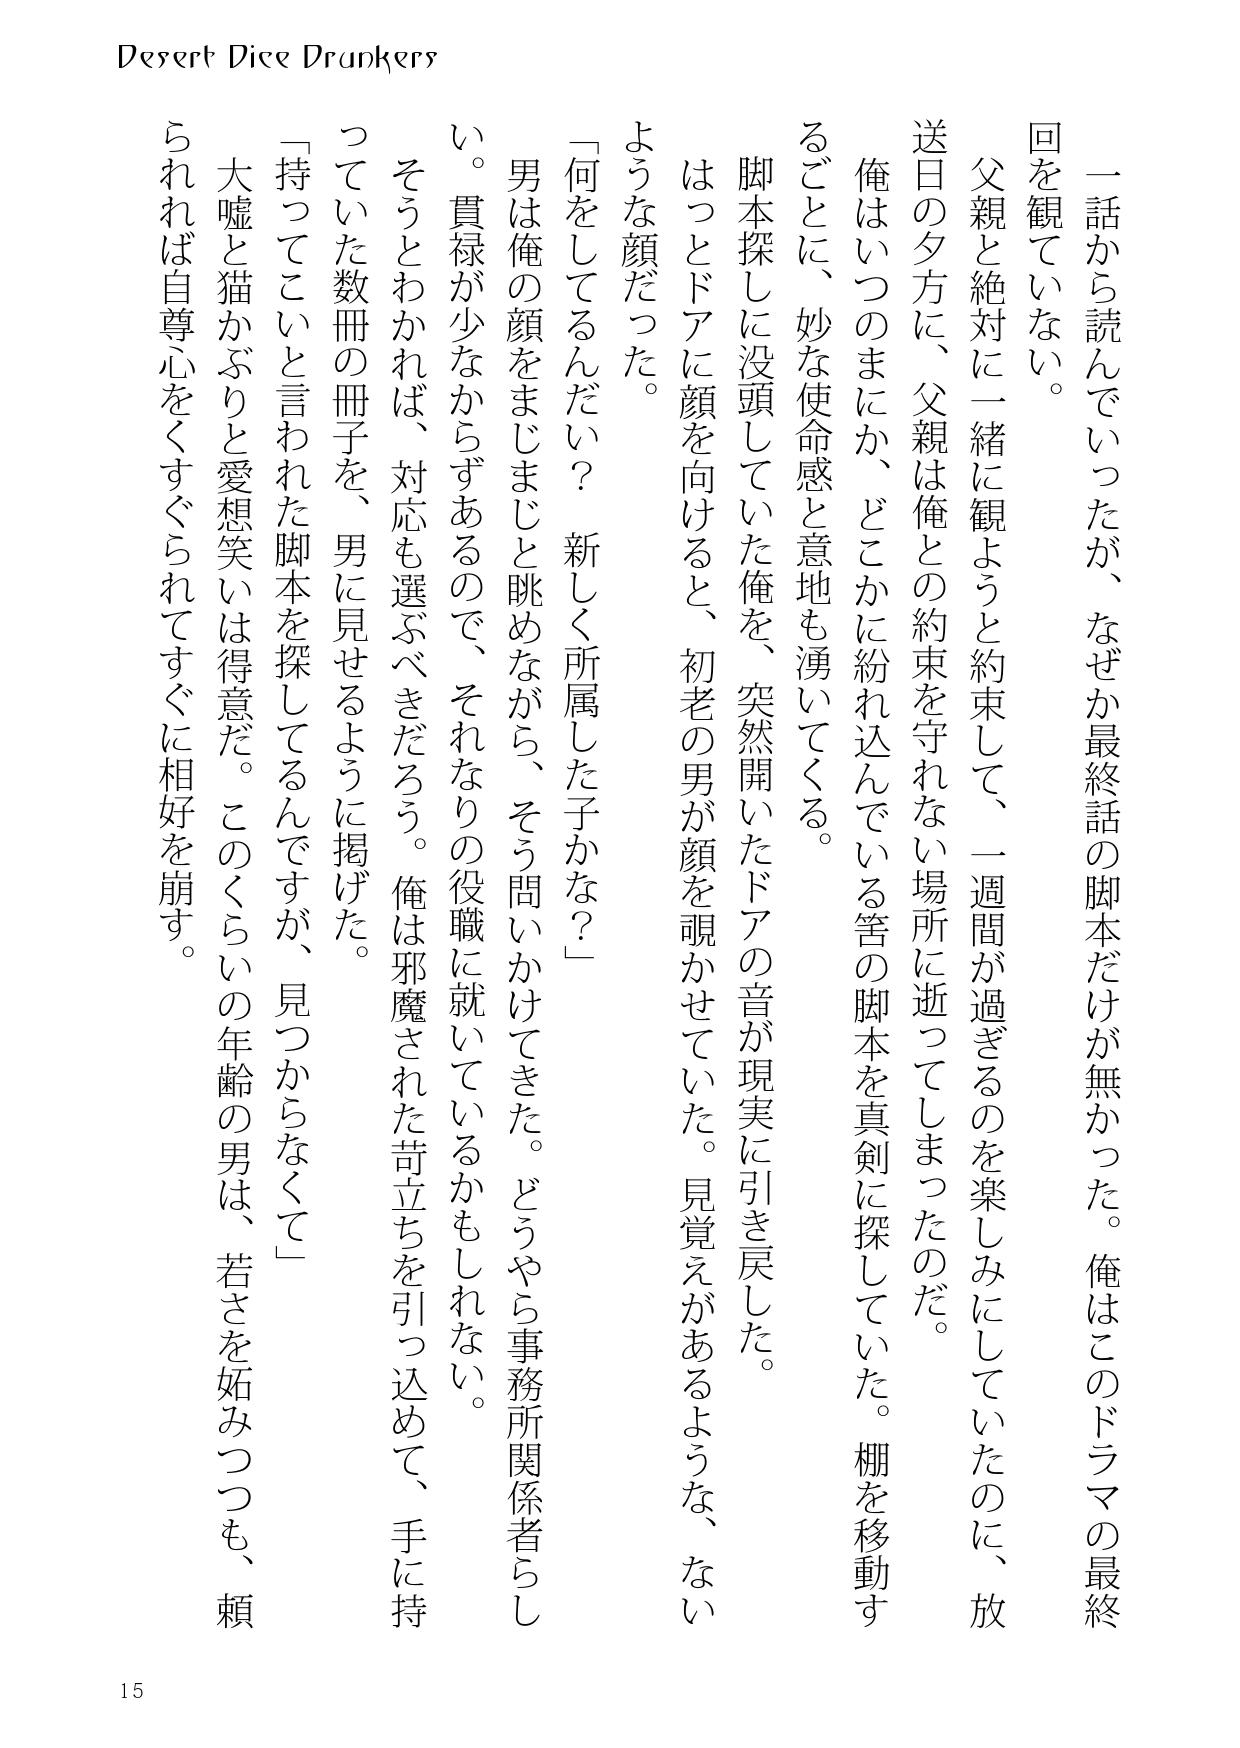 Desert Dice Drunkers
一話から読んでいったが、なぜか最終話の脚本だけが無かった。俺はこのドラマの最終
回を観ていない。
父親と絶対に一緒に観ようと約束して、一週間が過ぎるのを楽しみにしていたのに、放
送日の夕方に、父親は俺との約束を守れない場所に逝ってしまったのだ。
俺はいつのまにか、どこかに紛れ込んでいる筈の脚本を真剣に探していた。棚を移動す
るごとに、妙な使命感と意地も湧いてくる。
脚本探しに没頭していた俺を、突然開いたドアの音が現実に引き戻した。
はっとドアに顔を向けると、初老の男が顔を覗かせていた。見覚えがあるような、ない
ような顔だった。
「何をしてるんだい？　新しく所属した子かな？」
男は俺の顔をまじまじと眺めながら、そう問いかけてきた。どうやら事務所関係者らし
い。貫禄が少なからずあるので、それなりの役職に就いているかもしれない。
そうとわかれば、対応も選ぶべきだろう。俺は邪魔された苛立ちを引っ込めて、手に持
っていた数冊の冊子を、男に見せるように掲げた。
「持ってこいと言われた脚本を探してるんですが、見つからなくて」
大嘘と猫かぶりと愛想笑いは得意だ。このくらいの年齢の男は、若さを妬みつつも、頼
られれば自尊心をくすぐられてすぐに相好を崩す。
15